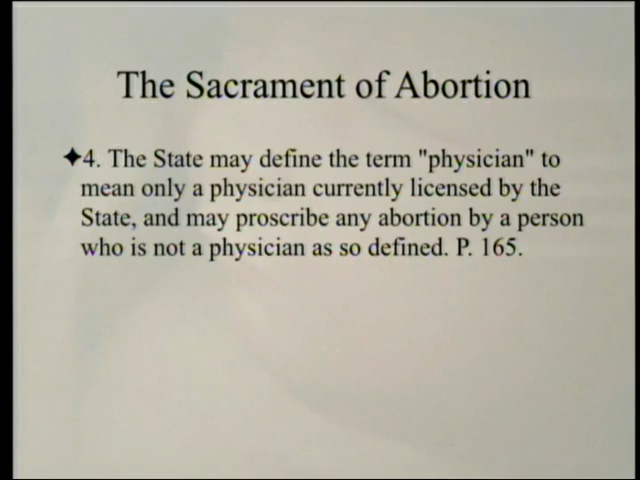 The Sacrament of Abortion
✦4. The State may define the term "physician" to
mean only a physician currently licensed by the
State, and may proscribe any abortion by a person
who is not a physician as so defined. P. 165.